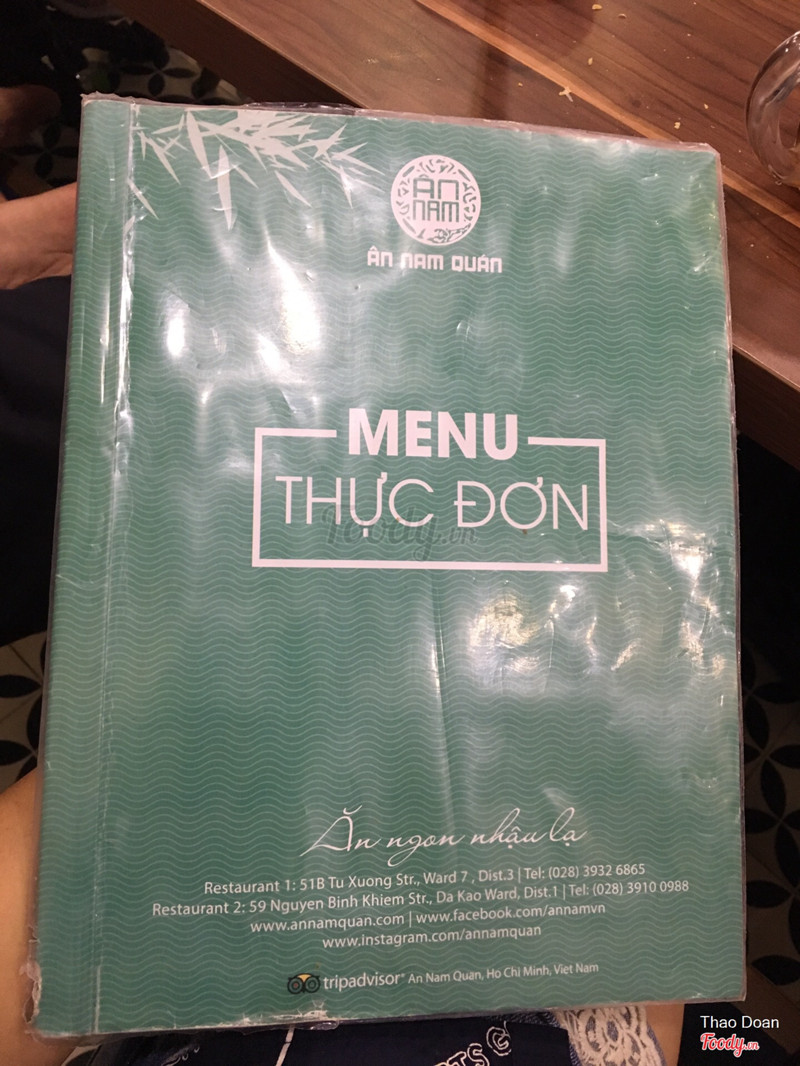 ÂN
NAM
ÂN NAM QUÁN
MENU
THỰC ĐƠN
Foody.vn
Ăn ngon nhậu lạ
Restaurant 1: 51B Tu Xuong Str., Ward 7 , Dist.3 | Tel: (028) 3932 6865
Restaurant 2: 59 Nguyen Binh Khiem Str., Da Kao Ward, Dist.1 | Tel: (028) 3910 0988
www.annamquan.com | www.facebook.com/annamvn
www.instagram.com/annamquan
tripadvisor® An Nam Quan, Ho Chi Minh, Viet Nam
Thao Doan
Foody.vn